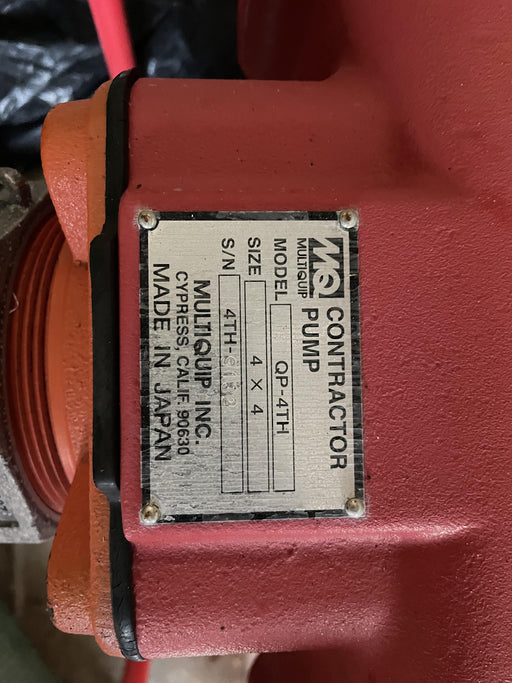 MQ CONTRACTOR
MULTIQUIP PUMP
MODEL QP-4TH
SIZE 4 X 4
S/N 4TH-
MULTIQUIP INC.
CYPRESS, CALIF. 90630
MADE IN JAPAN